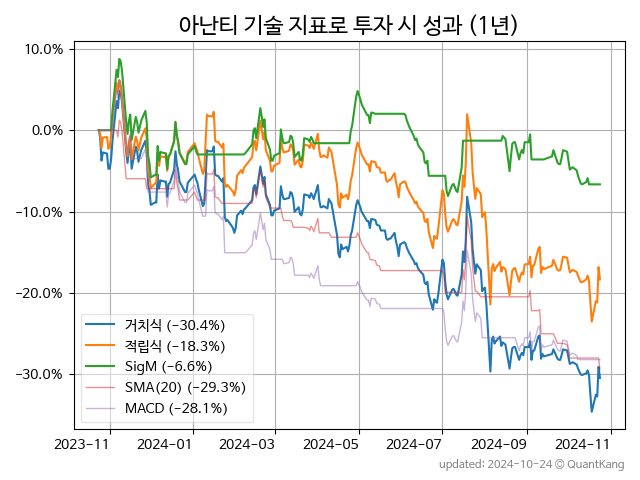 아난티 기술 지표로 투자 시 성과 (1년)
10.0%
0.0%
−10.0%
−20.0%
−30.0%
거치식 (−30.4%)
적립식 (−18.3%)
SigM (−6.6%)
SMA(20) (−29.3%)
MACD (−28.1%)
2023-11 2024-01 2024-03 2024-05 2024-07 2024-09 2024-11
updated: 2024-10-24 © QuantKang